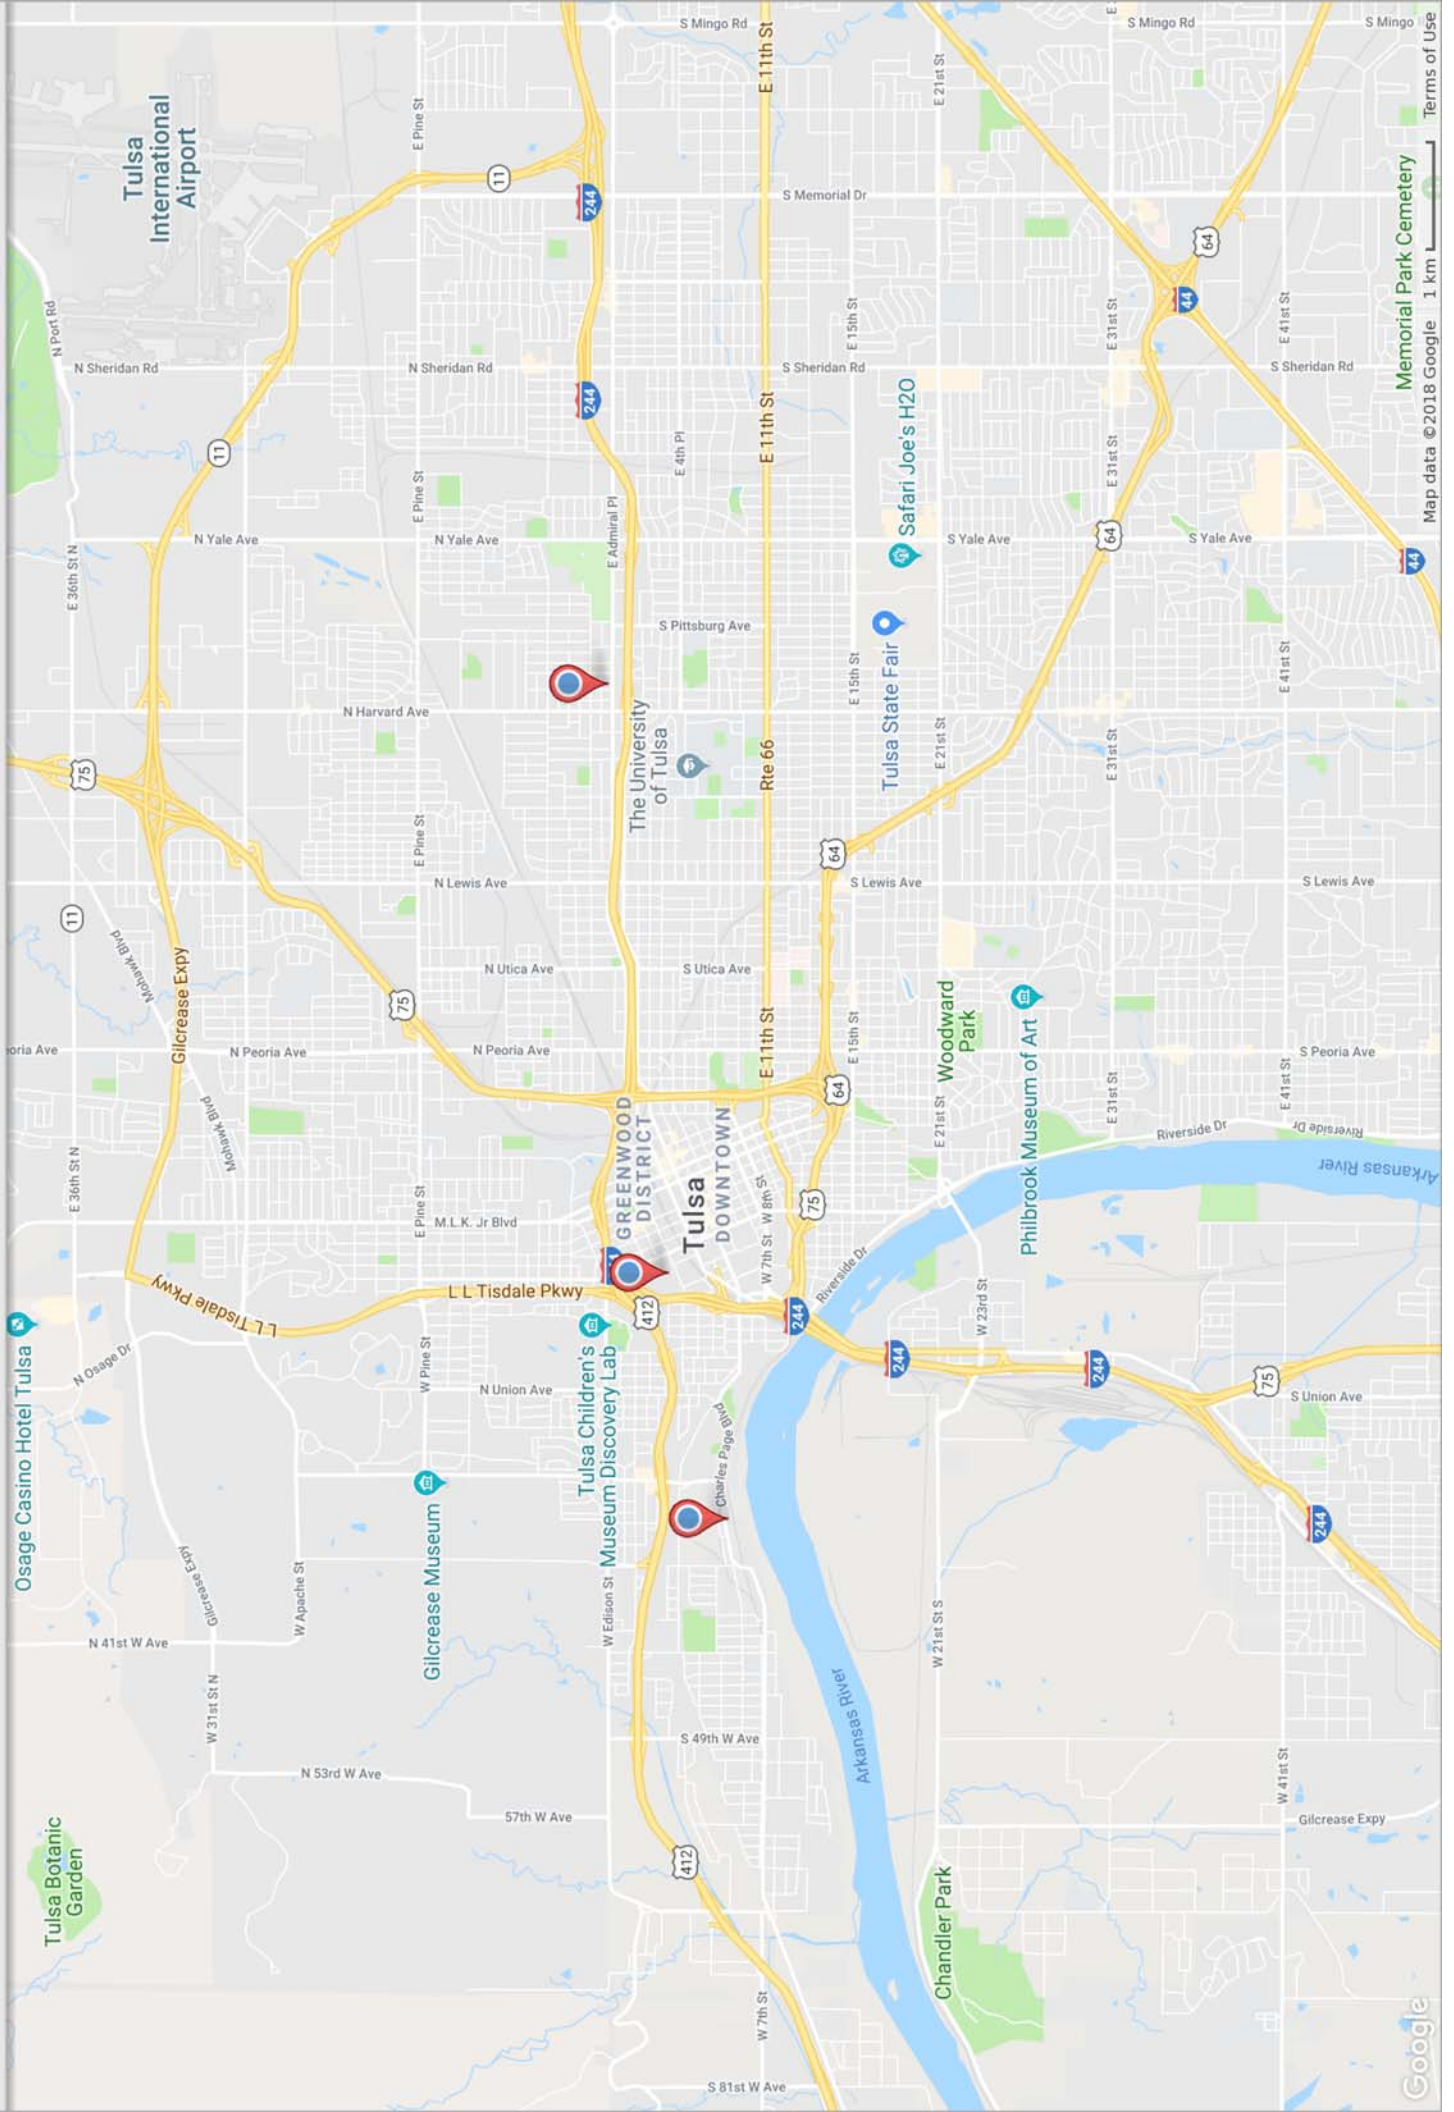 Tulsa Botanic
Garden
Osage Casino Hotel Tulsa
E 36th St N
11
75
E 36th St N
N Port Rd
Tulsa
International
Airport
N 41st W Ave
N Osage Dr
L L Tisdale Pkwy
Mohawk Blvd
oria Ave
Gilcrease Expy
N Yale Ave
11
N Sheridan Rd
W 31st St N
Gilcrease Expy
W Apache St
Mohawk Blvd
N Peoria Ave
N 53rd W Ave
Gilcrease Museum
W Pine St
E Pine St
75
E Pine St
N Harvard Ave
E Pine St
E Pine St
M.L.K. Jr Blvd
N Lewis Ave
N Yale Ave
N Sheridan Rd
11
57th W Ave
N Union Ave
L L Tisdale Pkwy
N Peoria Ave
N Utica Ave
244
244
W Edison St
Tulsa Children's
Museum Discovery Lab
412
GREENWOOD
DISTRICT
E Admiral Pl
412
The University
of Tulsa
S Pittsburg Ave
E 4th Pl
S Mingo Rd
S 49th W Ave
Charles Page Blvd
Tulsa
DOWNTOWN
S Utica Ave
S 81st W Ave
W 7th St
W 7th St
W 8th St
E 11th St
Rte 66
E 11th St
E 11th St
244
75
64
64
S Memorial Dr
S Sheridan Rd
Arkansas River
Riverside Dr
E 15th St
S Lewis Ave
E 15th St
E 15th St
Tulsa State Fair
Safari Joe's H2O
244
Chandler Park
W 21st St S
W 23rd St
E 21st St
Woodward
Park
E 21st St
S Yale Ave
E 21st St
Philbrook Museum of Art
244
E 31st St
E 31st St
64
E 31st St
E 31st St
E
S Mingo Rd
Riverside Dr
44
64
75
W 41st St
E 41st St
E 41st St
S Yale Ave
E 41st St
Gilcrease Expy
244
S Union Ave
Riverside Dr
Arkansas River
S Peoria Ave
S Lewis Ave
S Sheridan Rd
44
S Mingo
Memorial Park Cemetery
Google
Map data ©2018 Google
1 km
Terms of Use